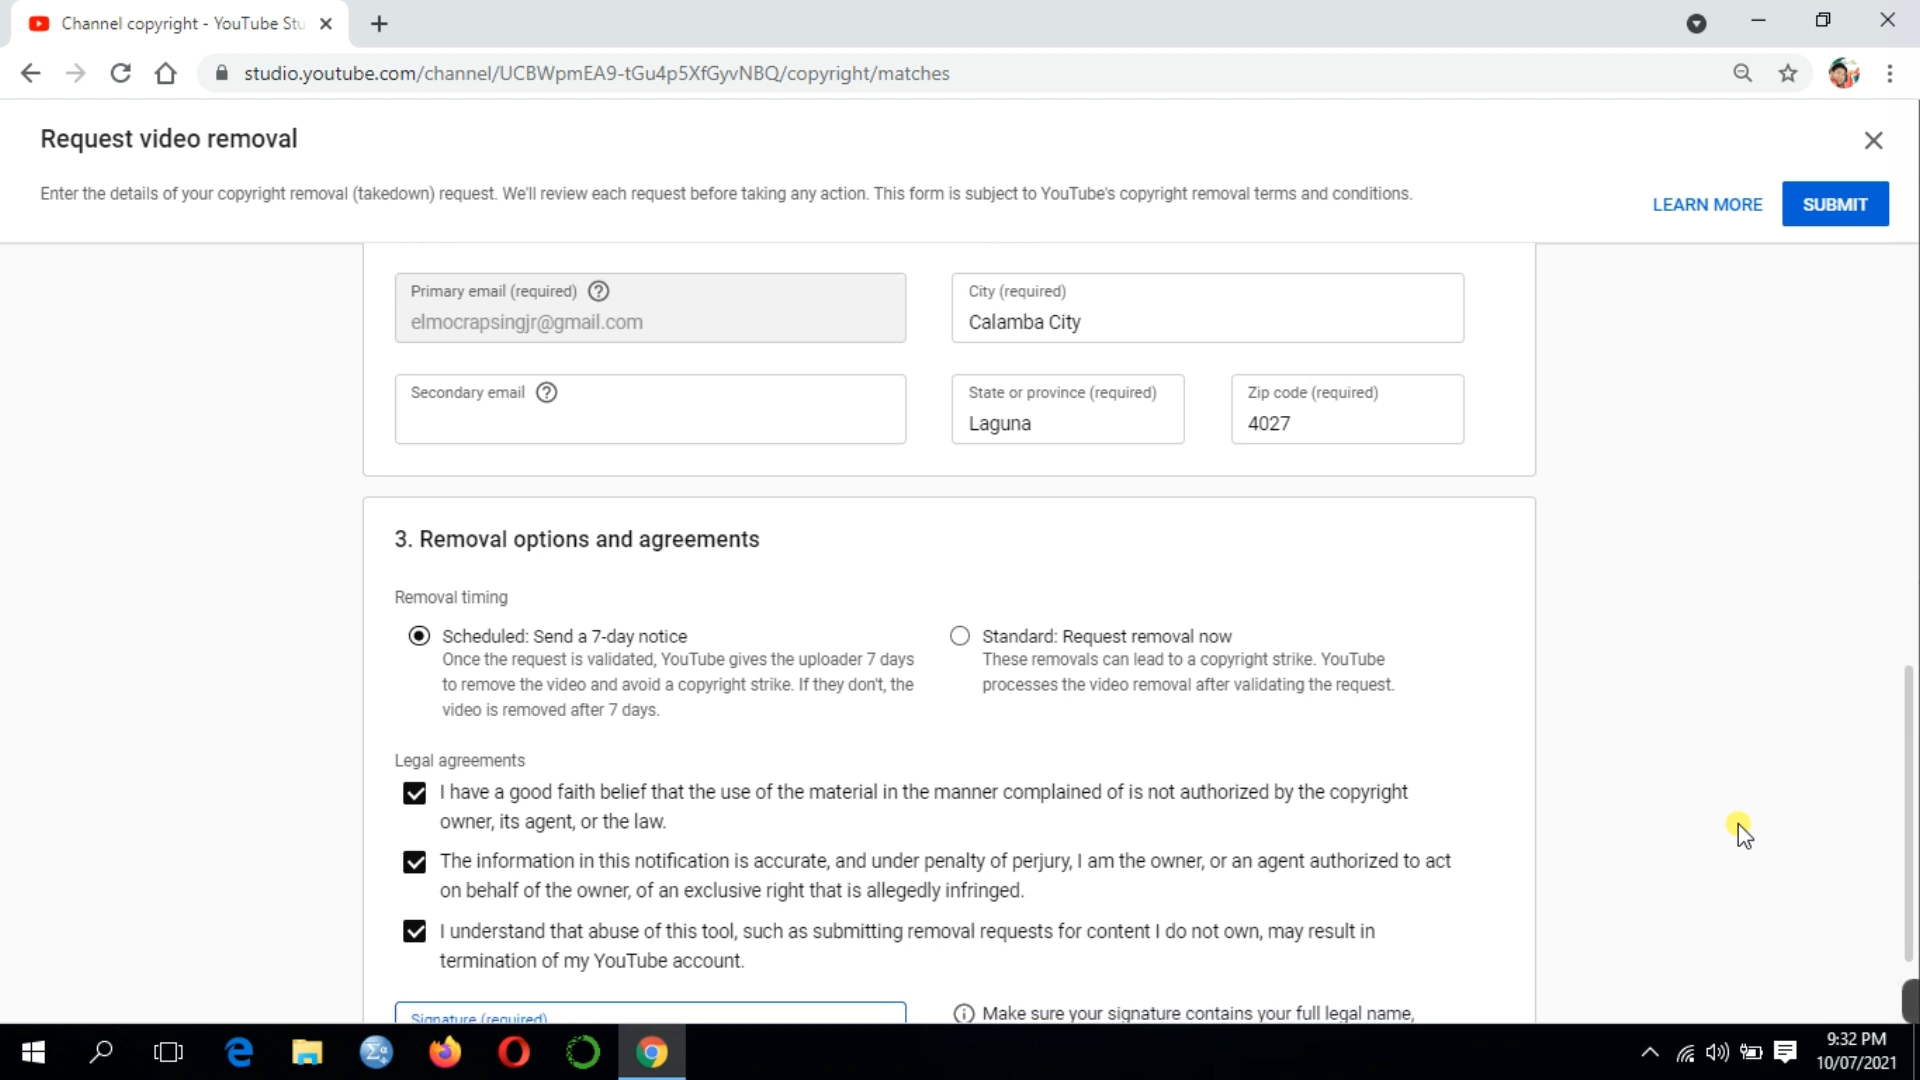 Channel copyright - YouTube Stu
studio.youtube.com/channel/UCBWpmEA9-tGu4p5XfGyvNBQ/copyright/matches
Request video removal
Enter the details of your copyright removal (takedown) request. We'll review each request before taking any action. This form is subject to YouTube's copyright removal terms and conditions.
LEARN MORE
SUBMIT
Primary email (required)
elmocrapsingjr@gmail.com
City (required)
Calamba City
Secondary email
State or province (required)
Laguna
Zip code (required)
4027
3. Removal options and agreements
Removal timing
Scheduled: Send a 7-day notice
Once the request is validated, YouTube gives the uploader 7 days
to remove the video and avoid a copyright strike. If they don't, the
video is removed after 7 days.
Standard: Request removal now
These removals can lead to a copyright strike. YouTube
processes the video removal after validating the request.
Legal agreements
I have a good faith belief that the use of the material in the manner complained of is not authorized by the copyright
owner, its agent, or the law.
The information in this notification is accurate, and under penalty of perjury, I am the owner, or an agent authorized to act
on behalf of the owner, of an exclusive right that is allegedly infringed.
I understand that abuse of this tool, such as submitting removal requests for content I do not own, may result in
termination of my YouTube account.
Signature (required)
Make sure your signature contains your full legal name,
9:32 PM
10/07/2021